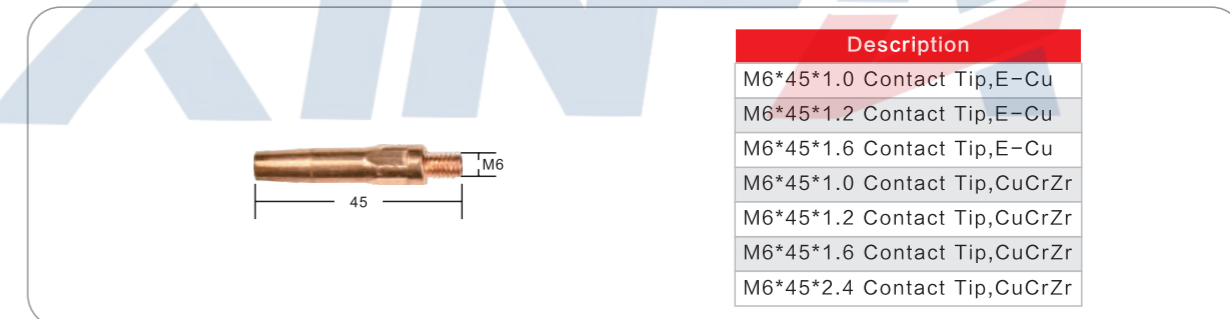 Description
M6*45*1.0 Contact Tip,E-Cu
M6*45*1.2 Contact Tip,E-Cu
M6*45*1.6 Contact Tip,E-Cu
M6*45*1.0 Contact Tip,CuCrZr
M6*45*1.2 Contact Tip,CuCrZr
M6*45*1.6 Contact Tip,CuCrZr
M6*45*2.4 Contact Tip,CuCrZr
M6
45